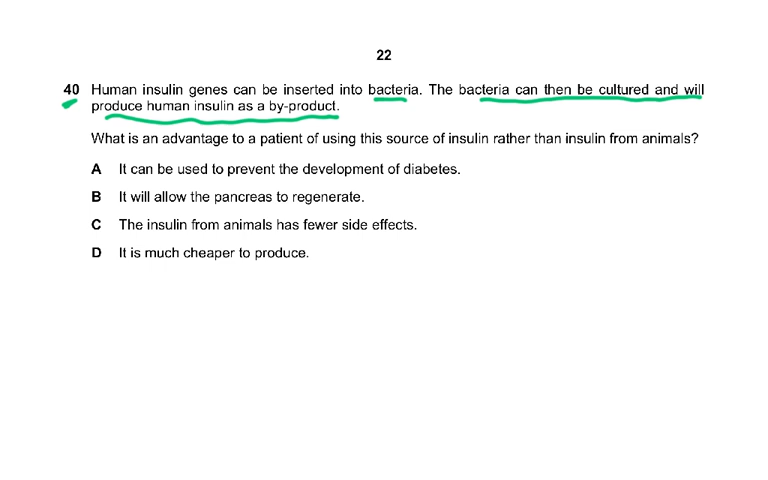 22
40 Human insulin genes can be inserted into bacteria. The bacteria can then be cultured and will
produce human insulin as a by-product.
What is an advantage to a patient of using this source of insulin rather than insulin from animals?
A It can be used to prevent the development of diabetes.
B It will allow the pancreas to regenerate.
C The insulin from animals has fewer side effects.
D It is much cheaper to produce.